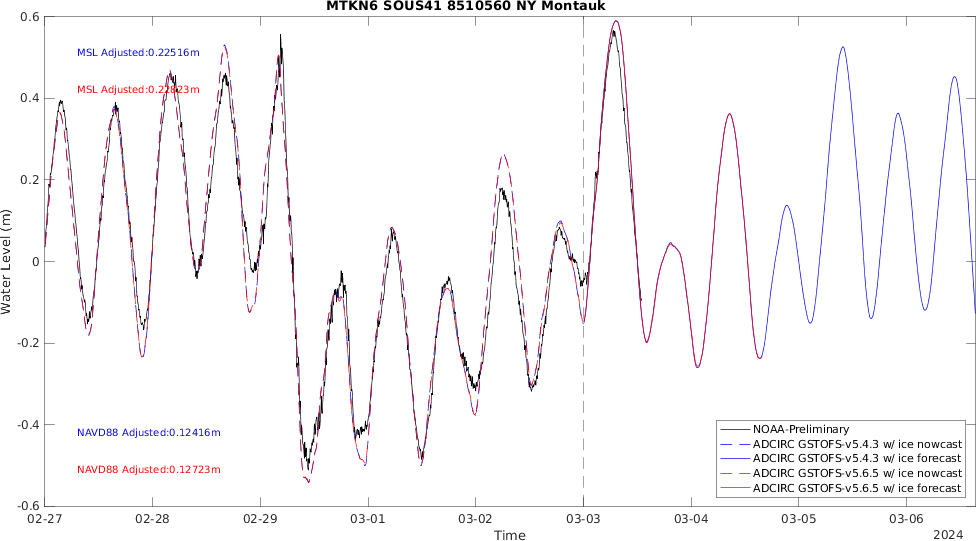 MTKN6 SOUS41 8510560 NY Montauk
0.6
MSL Adjusted:0.22516m
MSL Adjusted:0.22823m
0.4
0.2
0
-0.2
-0.4
-0.6
Water Level (m)
NAVD88 Adjusted:0.12416m
NAVD88 Adjusted:0.12723m
NOAA-Preliminary
ADCIRC GSTOFS-v5.4.3 w/ ice nowcast
ADCIRC GSTOFS-v5.4.3 w/ ice forecast
ADCIRC GSTOFS-v5.6.5 w/ ice nowcast
ADCIRC GSTOFS-v5.6.5 w/ ice forecast
02-27 02-28 02-29 03-01 03-02 03-03 03-04 03-05 03-06
Time
2024